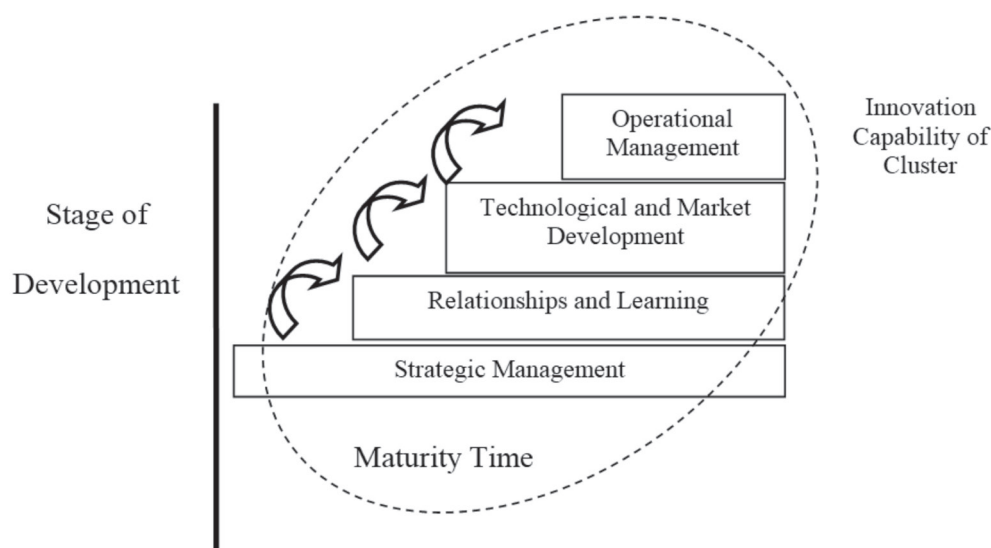 Operational
Management
Innovation
Capability of
Cluster
Stage of
Development
Technological and Market
Development
Relationships and Learning
Strategic Management
Maturity Time